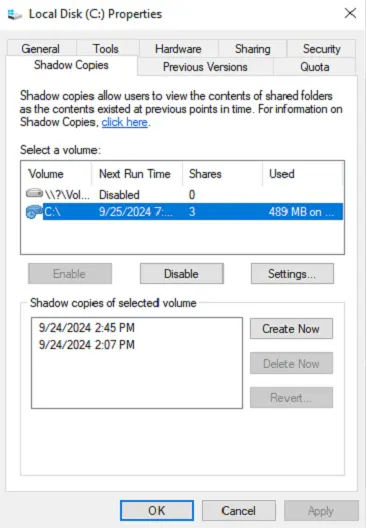 Local Disk (C:) Properties
General Tools Hardware Sharing Security
Shadow Copies Previous Versions Quota
Shadow copies allow users to view the contents of shared folders
as the contents existed at previous points in time. For information on
Shadow Copies, click here.
Select a volume:
Volume Next Run Time Shares Used
\\?\Vol... Disabled 0
C:\ 9/25/2024 7:... 3 489 MB on ...
Enable Disable Settings...
Shadow copies of selected volume
9/24/2024 2:45 PM
9/24/2024 2:07 PM
Create Now
Delete Now
Revert...
OK Cancel Apply